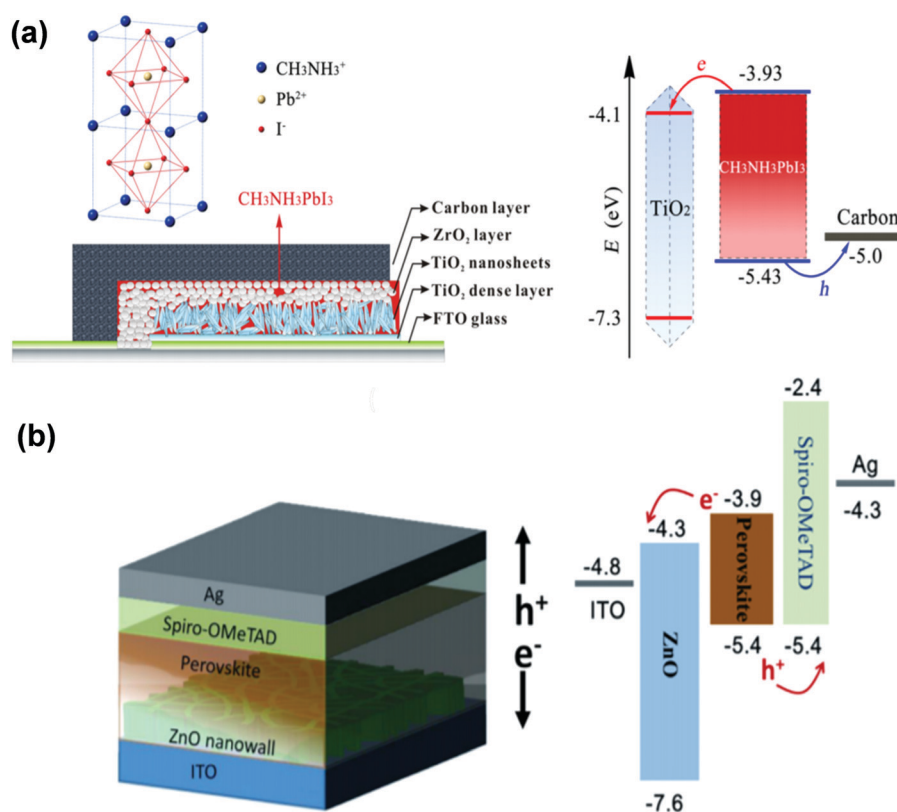 (a)
CH3NH3+
Pb2+
I-
CH3NH3PbI3
Carbon layer
ZrO2 layer
TiO2 nanosheets
TiO2 dense layer
FTO glass
E (eV)
e
-3.93
-4.1
TiO2
CH3NH3PbI3
Carbon
-5.0
-5.43
h
-7.3
(b)
Ag
Spiro-OMeTAD
Perovskite
ZnO nanowall
ITO
h+
e-
-2.4
Spiro-OMeTAD
Ag
-4.3
e-
-3.9
-4.3
Perovskite
-4.8
ITO
ZnO
-5.4
-5.4
h+
-7.6